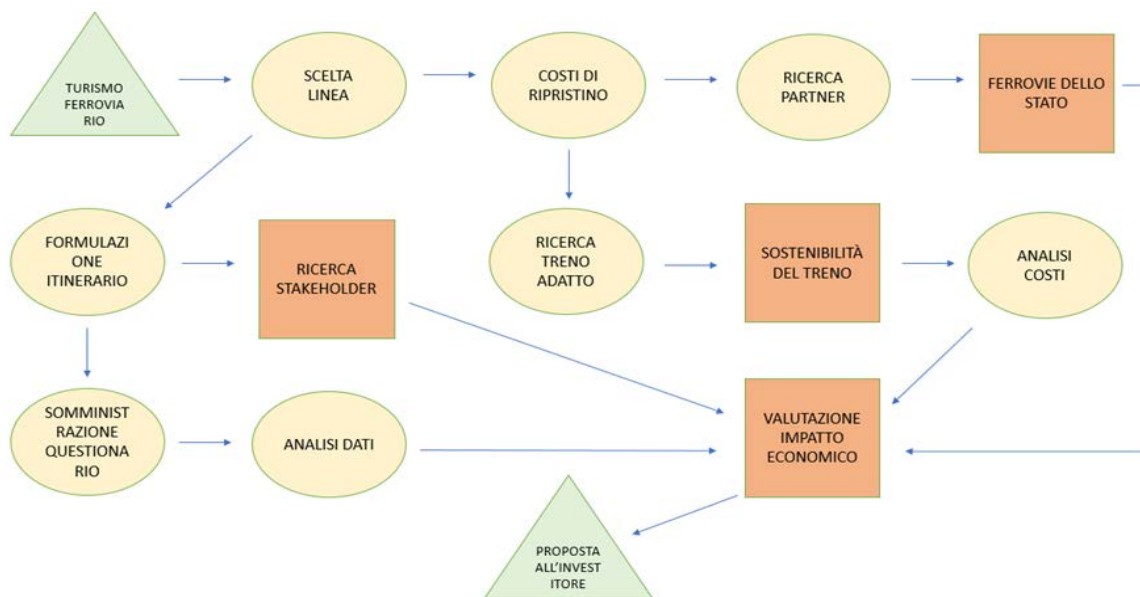 TURISMO
FERROVIA
RIO
SCELTA
LINEA
COSTI DI
RIPRISTINO
RICERCA
PARTNER
FERROVIE DELLO
STATO
FORMULAZI
ONE
ITINERARIO
RICERCA
STAKEHOLDER
RICERCA
TRENO
ADATTO
SOSTENIBILITÀ
DEL TRENO
ANALISI
COSTI
SOMMINIST
RAZIONE
QUESTIONA
RIO
ANALISI DATI
VALUTAZIONE
IMPATTO
ECONOMICO
PROPOSTA
ALL'INVEST
ITORE